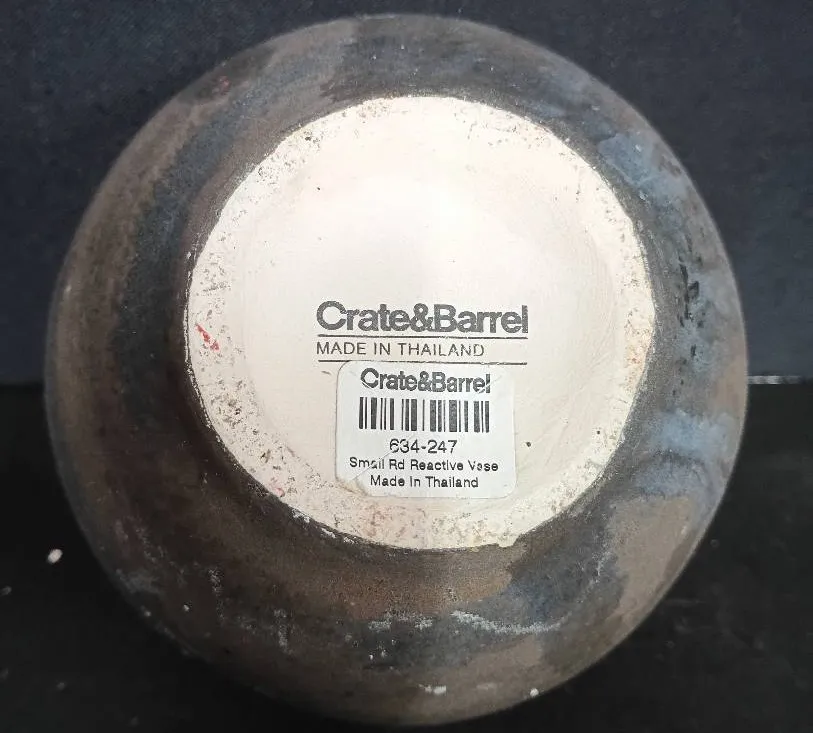 Crate&Barrel
MADE IN THAILAND
Crate&Barrel
634-247
Small Rd Reactive Vase
Made In Thailand